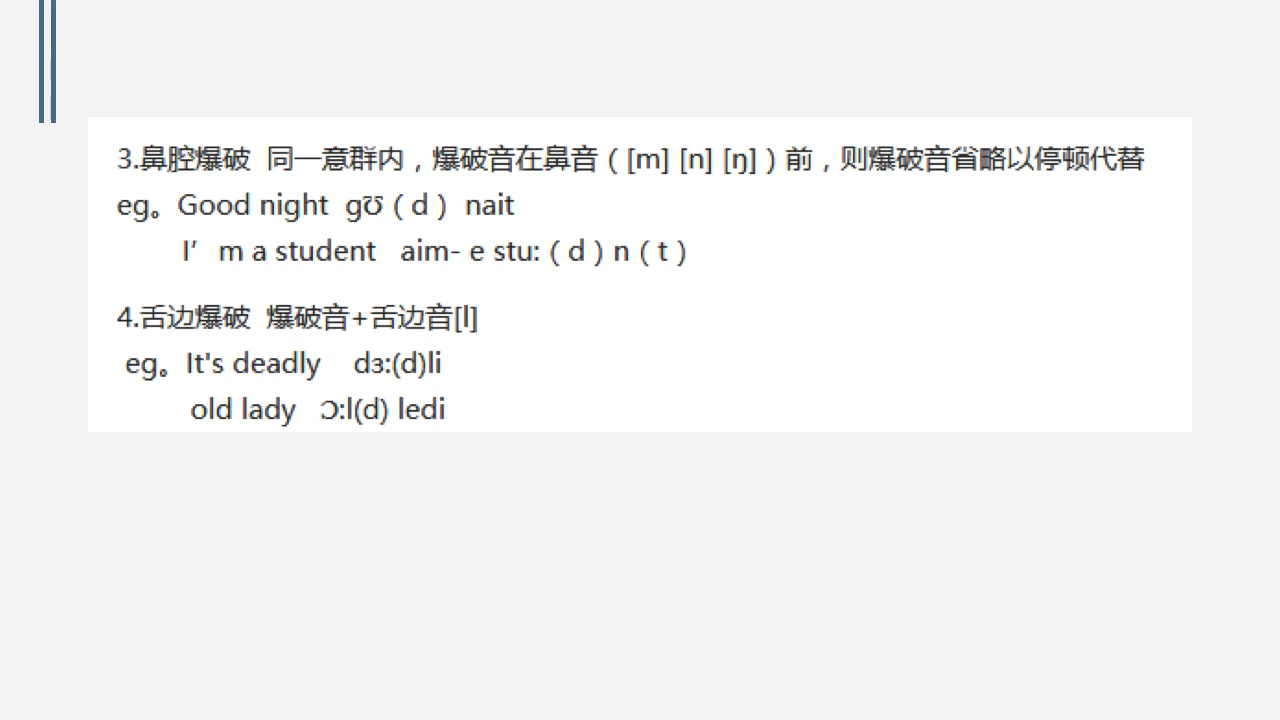 3.鼻腔爆破  同一意群内，爆破音在鼻音（[m] [n] [ŋ]）前，则爆破音省略以停顿代替
eg。Good night  gƱ（d） nait
I’ m a student   aim- e stu:（d）n（t）
4.舌边爆破  爆破音+舌边音[l]
eg。It's deadly    dɜ:(d)li
old lady   Ɔ:l(d) ledi